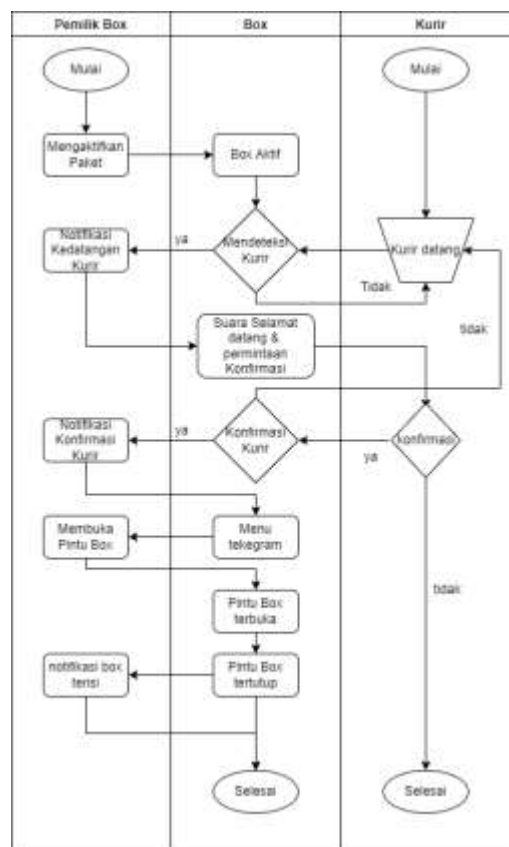 Pemilik Box
Box
Kurir
Mulai
Mulai
Mengaktifkan
Paket
Box Aktif
Notifikasi
Kedatangan
Kurir
ya
Mendeteksi
Kurir
Kurir datang
Tidak
Suara Selamat
datang &
permintaan
Konfirmasi
tidak
Notifikasi
Konfirmasi
Kurir
ya
Konfirmasi
Kurir
ya
konfirmasi
Membuka
Pintu Box
Menu
tekegram
tidak
Pintu Box
terbuka
notifikasi box
terisi
Pintu Box
tertutup
Selesai
Selesai